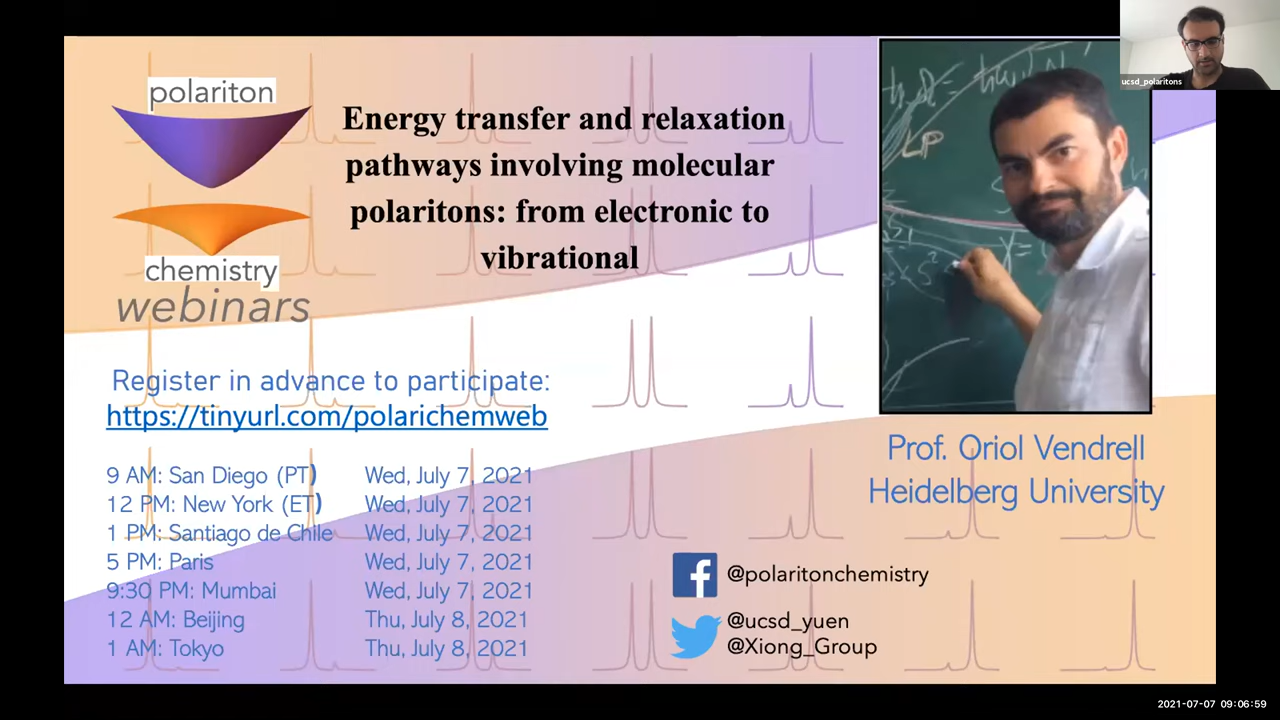 ucsd_polaritons
polariton
chemistry
webinars
Energy transfer and relaxation
pathways involving molecular
polaritons: from electronic to
vibrational
LP
Register in advance to participate:
https://tinyurl.com/polarichemweb
9 AM: San Diego (PT) Wed, July 7, 2021
12 PM: New York (ET) Wed, July 7, 2021
1 PM: Santiago de Chile Wed, July 7, 2021
5 PM: Paris Wed, July 7, 2021
9:30 PM: Mumbai Wed, July 7, 2021
12 AM: Beijing Thu, July 8, 2021
1 AM: Tokyo Thu, July 8, 2021
Prof. Oriol Vendrell
Heidelberg University
@polaritonchemistry
@ucsd_yuen
@Xiong_Group
2021-07-07 09:06:59